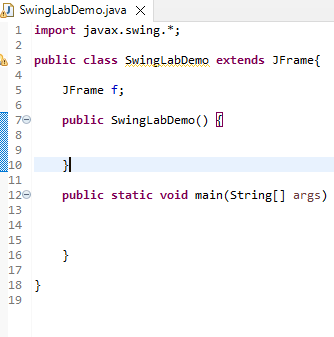 SwingLabDemo.java
1 import javax.swing.*;
2
3 public class SwingLabDemo extends JFrame{
4
5 JFrame f;
6
7 public SwingLabDemo() {
8
9
10 }
11
12 public static void main(String[] args)
13
14
15
16 }
17
18 }
19